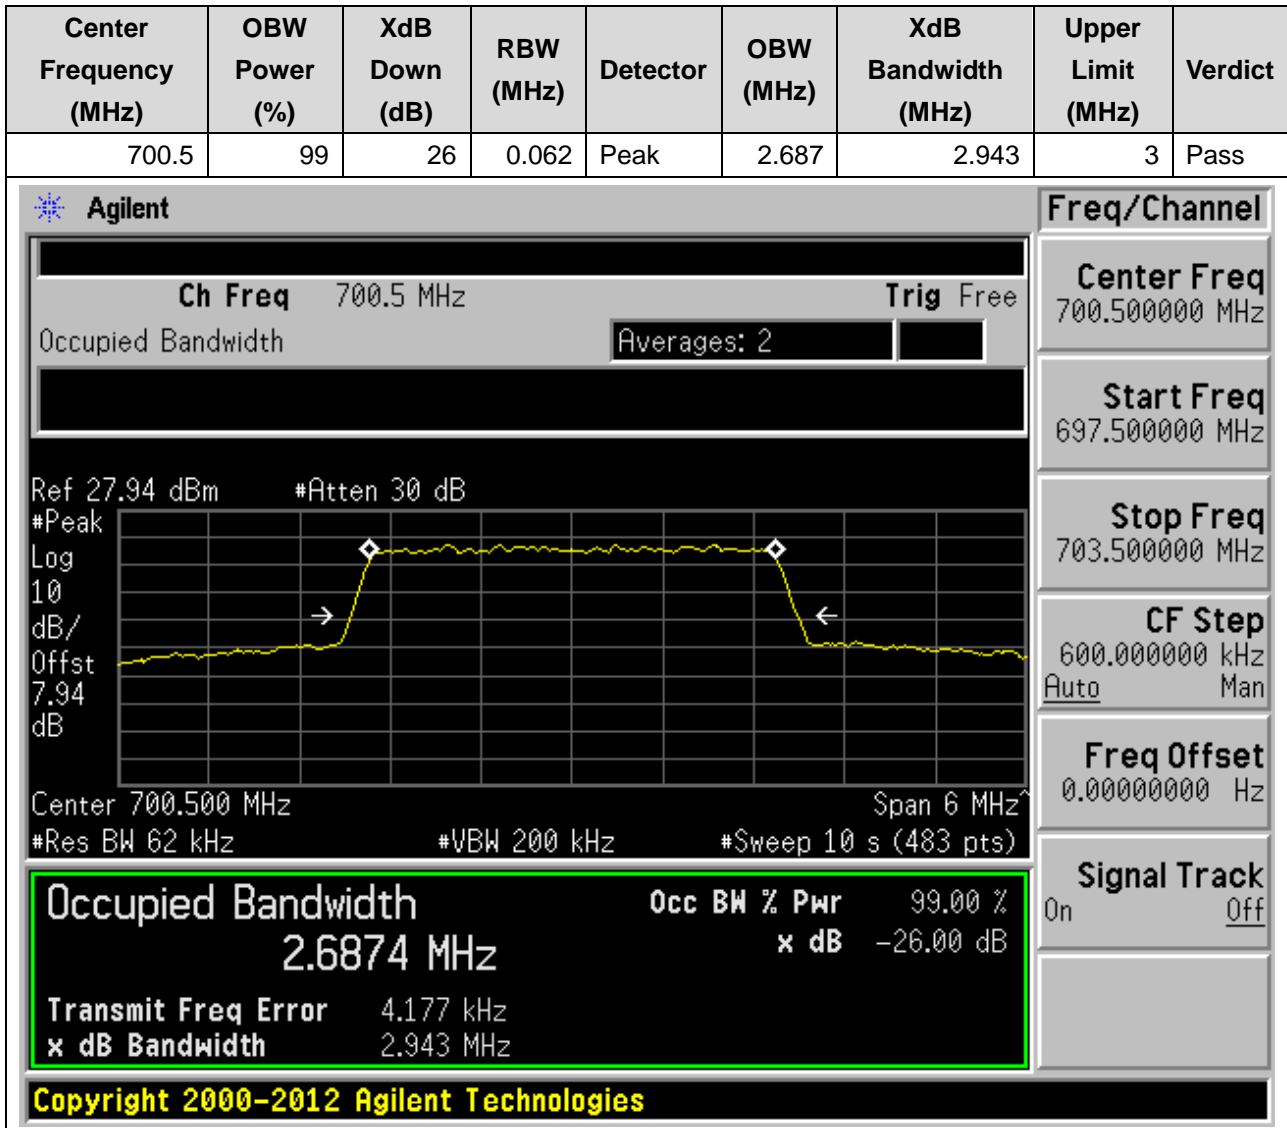 Center Frequency (MHz) OBW Power (%) XdB Down (dB) RBW (MHz) Detector OBW (MHz) XdB Bandwidth (MHz) Upper Limit (MHz) Verdict
700.5 99 26 0.062 Peak 2.687 2.943 3 Pass
Agilent
Ch Freq 700.5 MHz Trig Free
Occupied Bandwidth Averages: 2
Ref 27.94 dBm #Atten 30 dB
#Peak
Log
10
dB/
Offst
7.94
dB
Center 700.500 MHz Span 6 MHz^
#Res BW 62 kHz #VBW 200 kHz #Sweep 10 s (483 pts)
Occupied Bandwidth Occ BW % Pwr 99.00 %
2.6874 MHz x dB -26.00 dB
Transmit Freq Error 4.177 kHz
x dB Bandwidth 2.943 MHz
Freq/Channel
Center Freq
700.500000 MHz
Start Freq
697.500000 MHz
Stop Freq
703.500000 MHz
CF Step
600.000000 kHz
Auto Man
Freq Offset
0.00000000 Hz
Signal Track
On Off
Copyright 2000-2012 Agilent Technologies